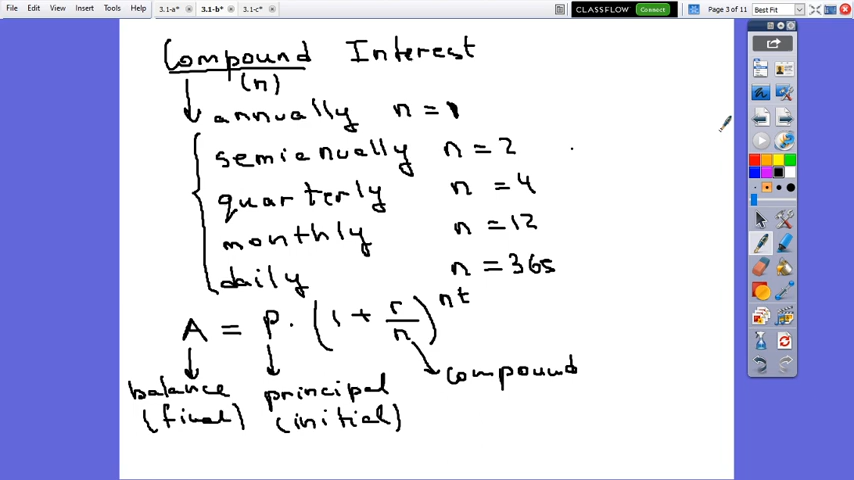 File Edit View Insert Tools Help
3.1-a* 3.1-b* 3.1-c*
CLASSFLOW Connect
Page 3 of 11 Best Fit
Compound Interest
(n)
annually n = 1
semianually n = 2
quarterly n = 4
monthly n = 12
daily n = 365
A = P · (1 + r/n)^nt
compound
balance principal
(final) (initial)